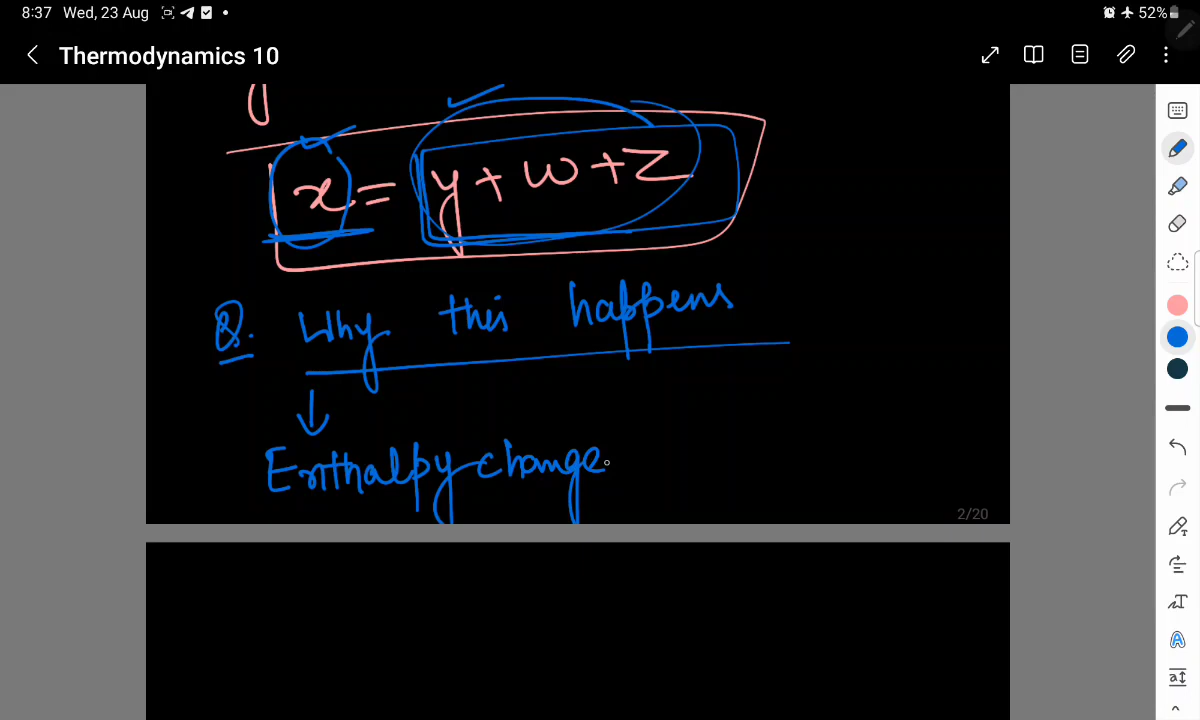 8:37 Wed, 23 Aug 52%
Thermodynamics 10
y
x = y + w + z
Q. Why this happens
Enthalpy change
2/20